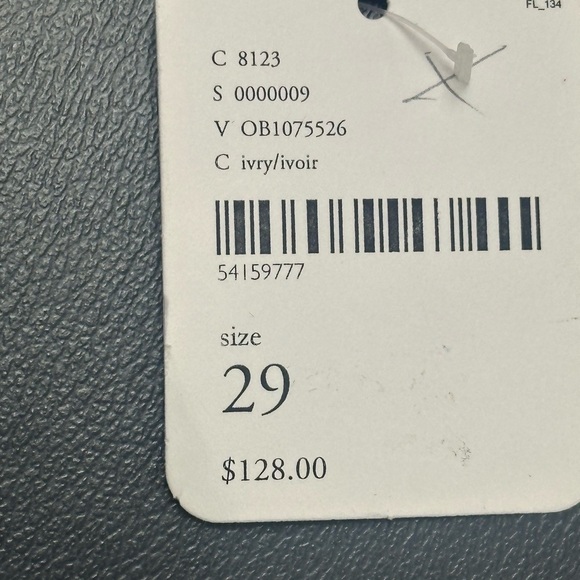 FL_134
C 8123
S 0000009
V OB1075526
C ivry/ivoir
54159777
size
29
$128.00